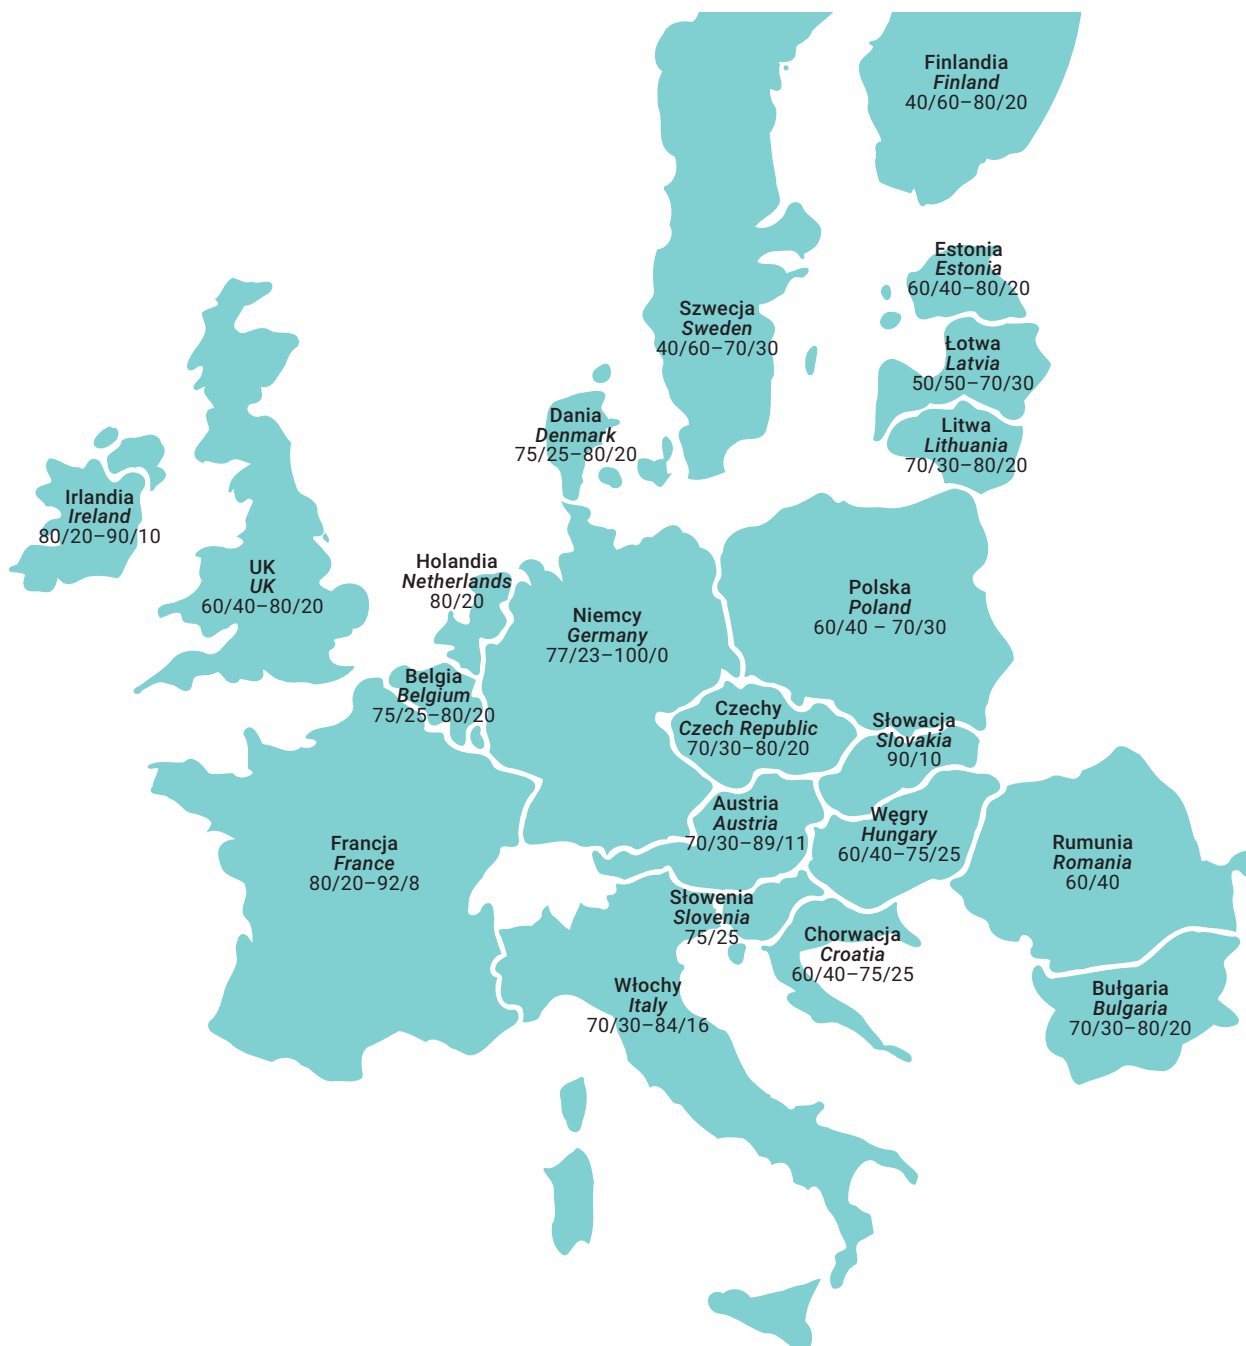 Finlandia
Finland
40/60–80/20
Estonia
Estonia
60/40–80/20
Szwecja
Sweden
40/60–70/30
Łotwa
Latvia
50/50–70/30
Dania
Denmark
75/25–80/20
Litwa
Lithuania
70/30–80/20
Irlandia
Ireland
80/20–90/10
UK
UK
60/40–80/20
Holandia
Netherlands
80/20
Niemcy
Germany
77/23–100/0
Polska
Poland
60/40 – 70/30
Belgia
Belgium
75/25–80/20
Czechy
Czech Republic
70/30–80/20
Słowacja
Slovakia
90/10
Austria
Austria
70/30–89/11
Węgry
Hungary
60/40–75/25
Francja
France
80/20–92/8
Rumunia
Romania
60/40
Słowenia
Slovenia
75/25
Chorwacja
Croatia
60/40–75/25
Włochy
Italy
70/30–84/16
Bułgaria
Bulgaria
70/30–80/20